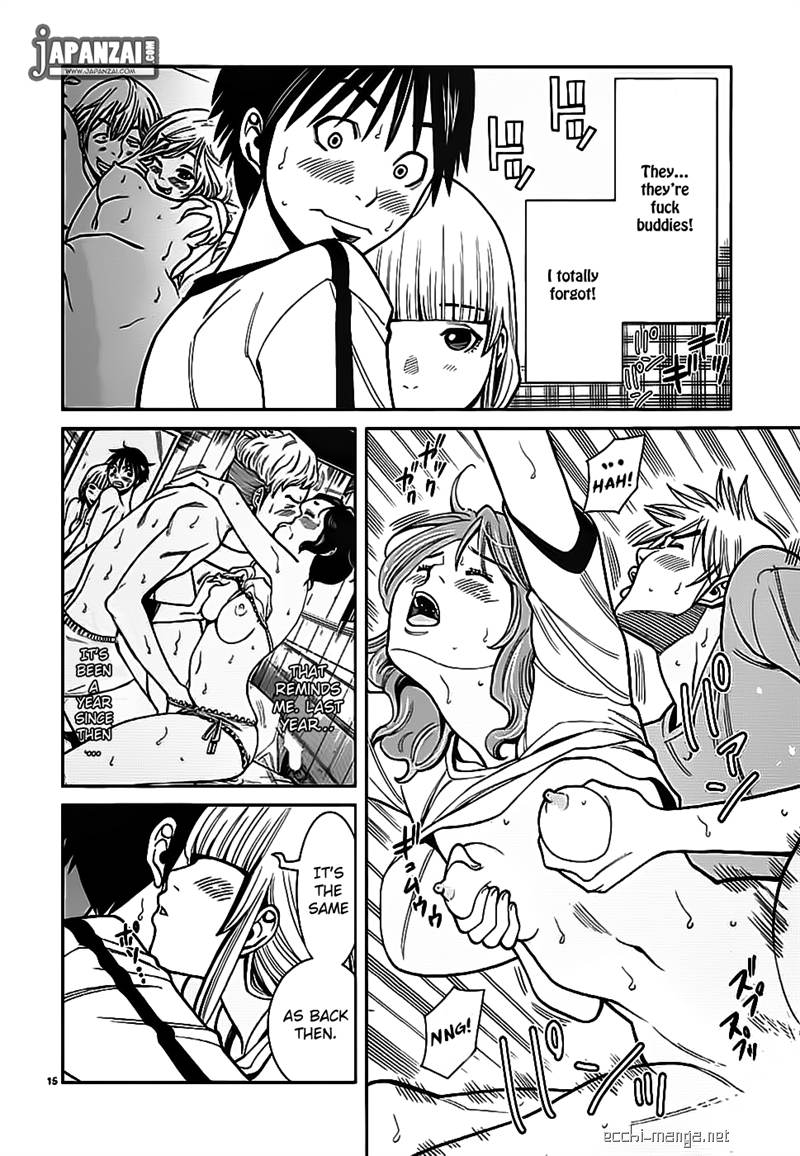 JAPANZAI.COM
WWW.JAPANZAI.COM
They...
they're
fuck
buddies!
I totally
forgot!
...
HAH!
IT'S
BEEN
A
YEAR
SINCE
THEN
....
THAT
REMINDS
ME. LAST
YEAR...
IT'S
THE
SAME
AS BACK
THEN.
NNG!
15
ecchi-manga.net